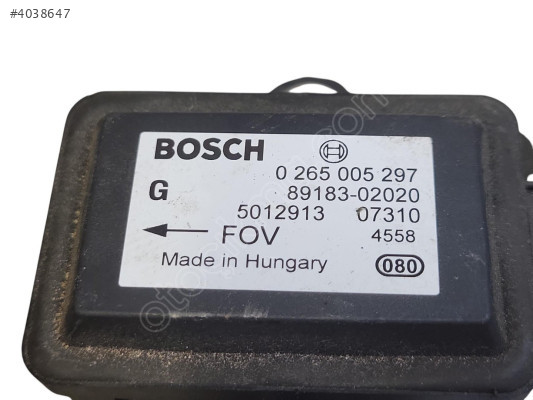 #4038647
BOSCH
0 265 005 297
G 89183-02020
5012913 07310
FOV 4558
Made in Hungary 080